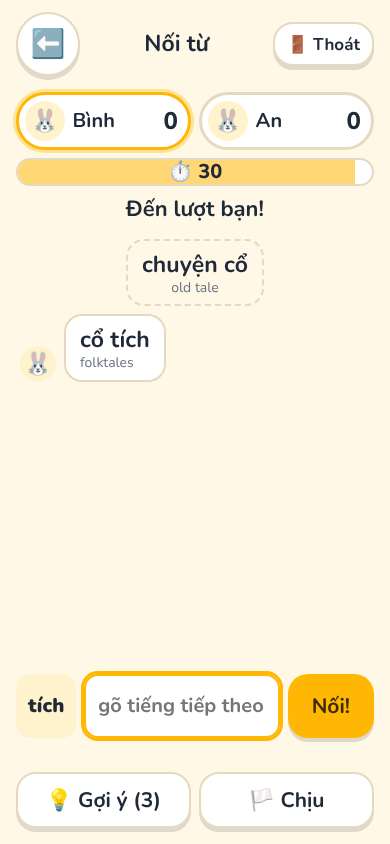 Nối từ
Thoát
Bình 0
An 0
30
Đến lượt bạn!
chuyện cổ
old tale
cổ tích
folktales
tích
gõ tiếng tiếp theo
Nối!
Gợi ý (3)
Chịu